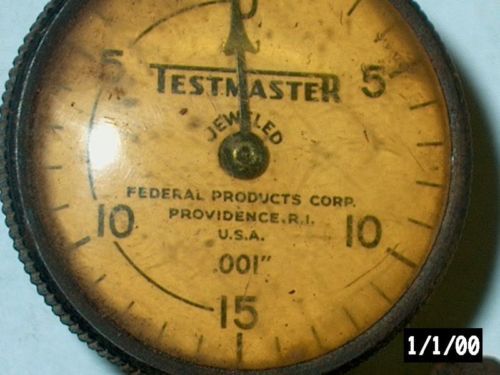 0
5
TESTMASTER
5
JEWELED
FEDERAL PRODUCTS CORP.
PROVIDENCE, R.I.
U.S.A.
10
10
.001"
15
1/1/00